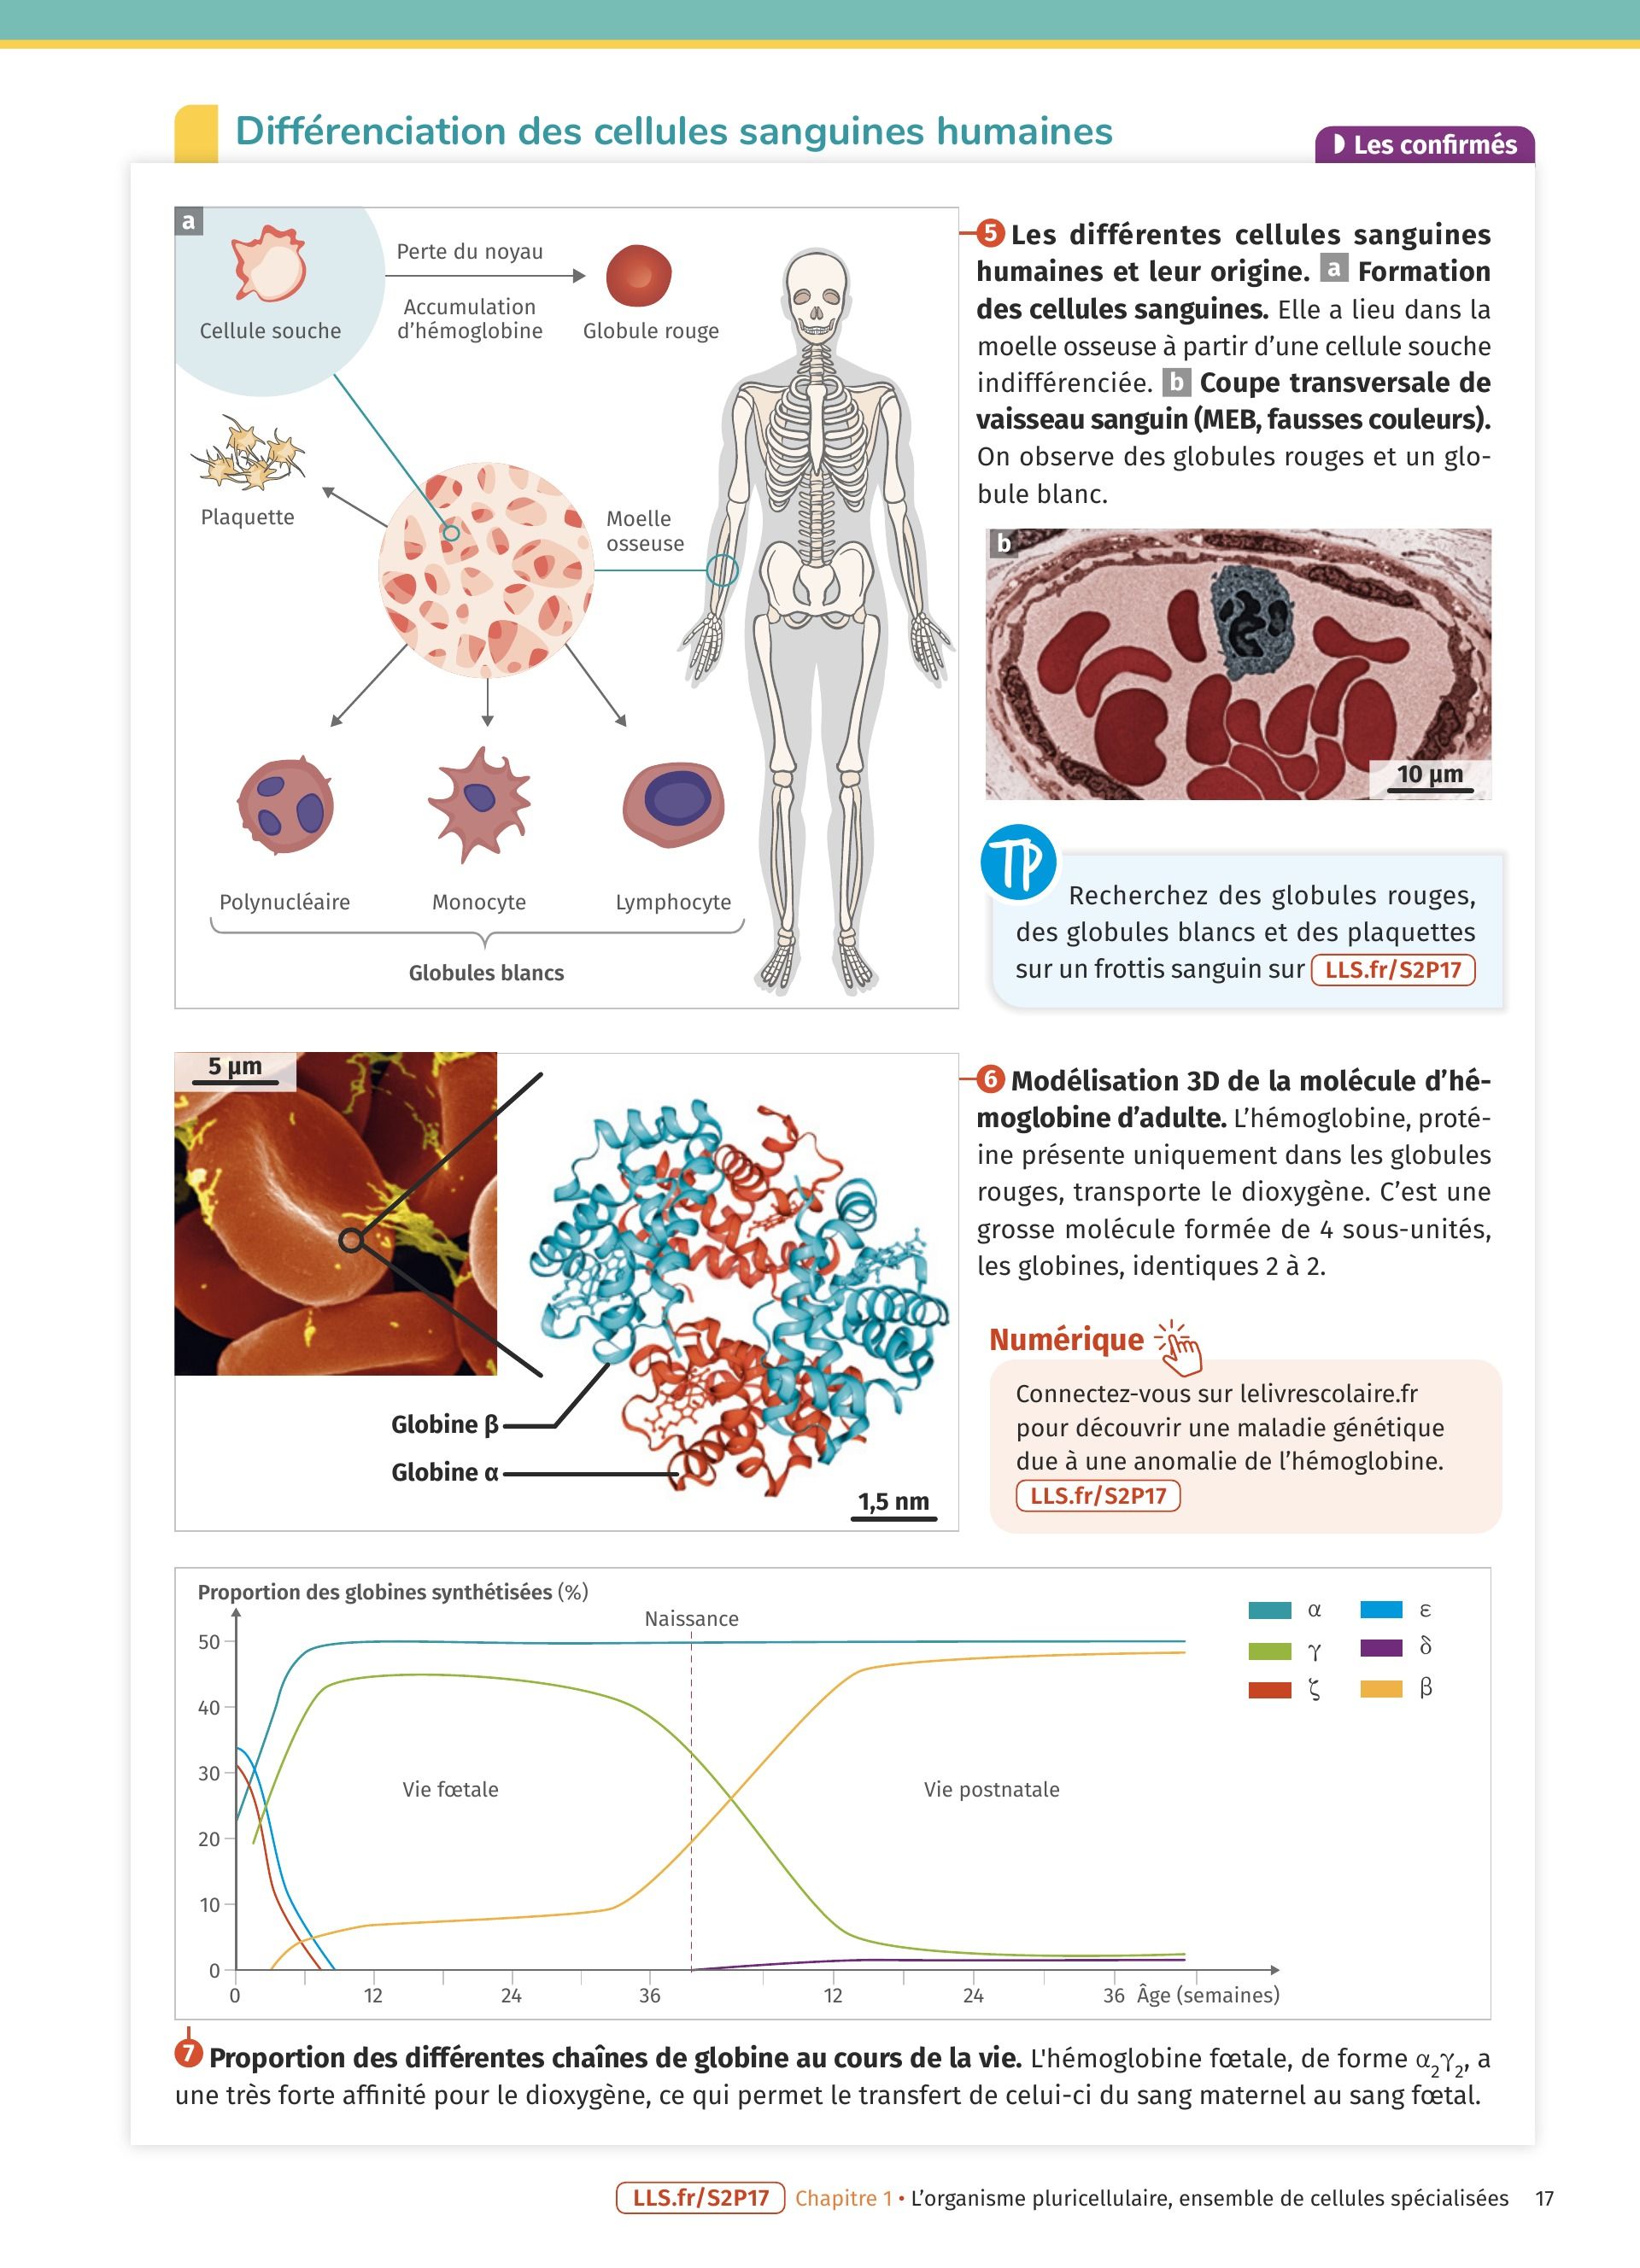 Différenciation des cellules sanguines humaines
◗ Les confirmés
a
Cellule souche
Perte du noyau
Accumulation
d'hémoglobine
Globule rouge
Plaquette
Moelle
osseuse
Polynucléaire
Monocyte
Lymphocyte
Globules blancs
5 Les différentes cellules sanguines
humaines et leur origine. a Formation
des cellules sanguines. Elle a lieu dans la
moelle osseuse à partir d'une cellule souche
indifférenciée. b Coupe transversale de
vaisseau sanguin (MEB, fausses couleurs).
On observe des globules rouges et un glo-
bule blanc.
b
10 µm
TP
Recherchez des globules rouges,
des globules blancs et des plaquettes
sur un frottis sanguin sur LLS.fr/S2P17
5 µm
Globine β
Globine α
1,5 nm
6 Modélisation 3D de la molécule d'hé-
moglobine d'adulte. L'hémoglobine, proté-
ine présente uniquement dans les globules
rouges, transporte le dioxygène. C'est une
grosse molécule formée de 4 sous-unités,
les globines, identiques 2 à 2.
Numérique
Connectez-vous sur lelivrescolaire.fr
pour découvrir une maladie génétique
due à une anomalie de l'hémoglobine.
LLS.fr/S2P17
Proportion des globines synthétisées (%)
Naissance
α ε
γ δ
ζ β
50
40
30
20
10
0
Vie fœtale
Vie postnatale
0 12 24 36 12 24 36 Âge (semaines)
7 Proportion des différentes chaînes de globine au cours de la vie. L'hémoglobine fœtale, de forme α₂γ₂, a
une très forte affinité pour le dioxygène, ce qui permet le transfert de celui-ci du sang maternel au sang fœtal.
LLS.fr/S2P17 Chapitre 1 • L'organisme pluricellulaire, ensemble de cellules spécialisées 17